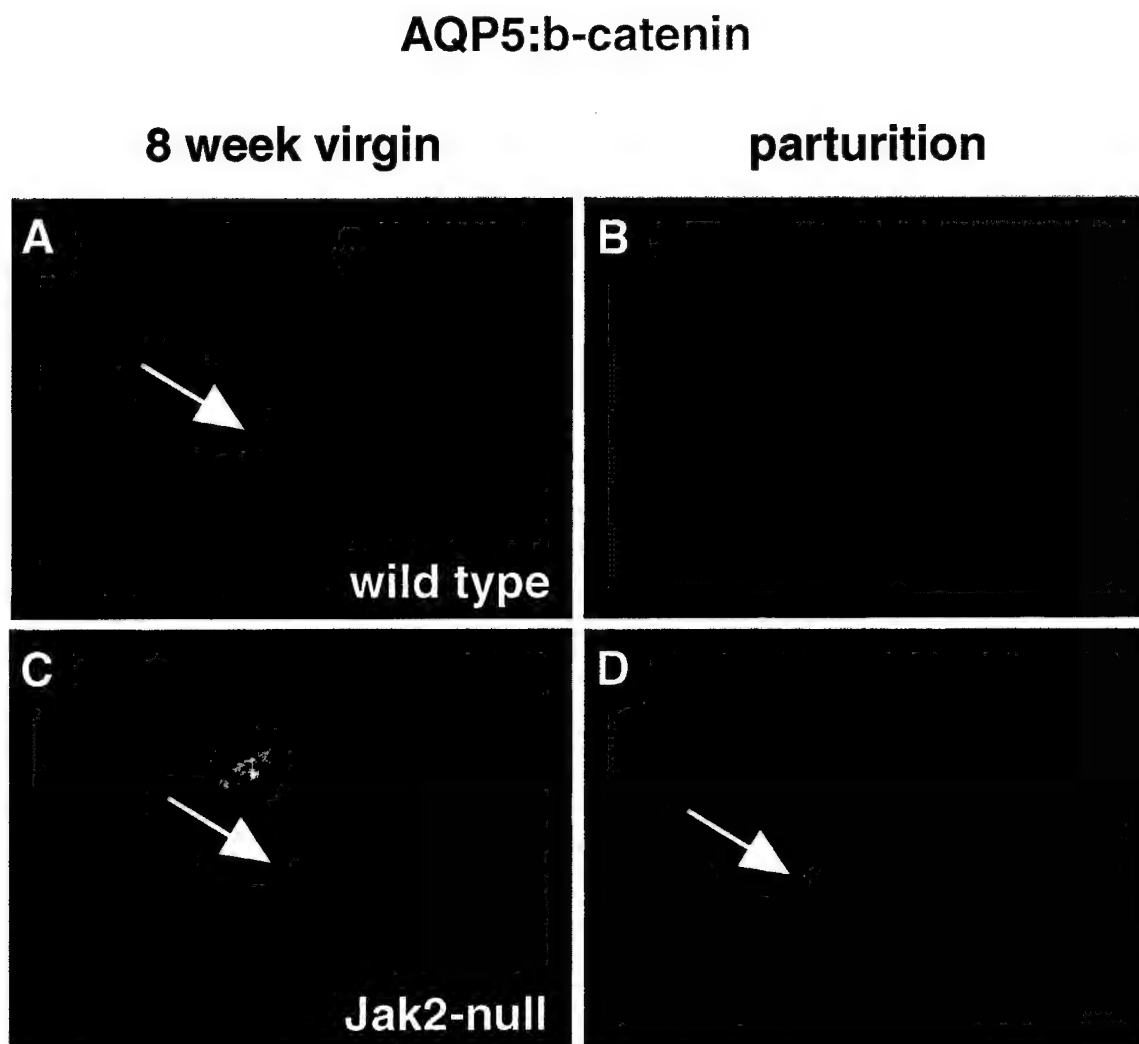 AQP5:b-catenin
8 week virgin
parturition
A
B
wild type
C
D
Jak2-null